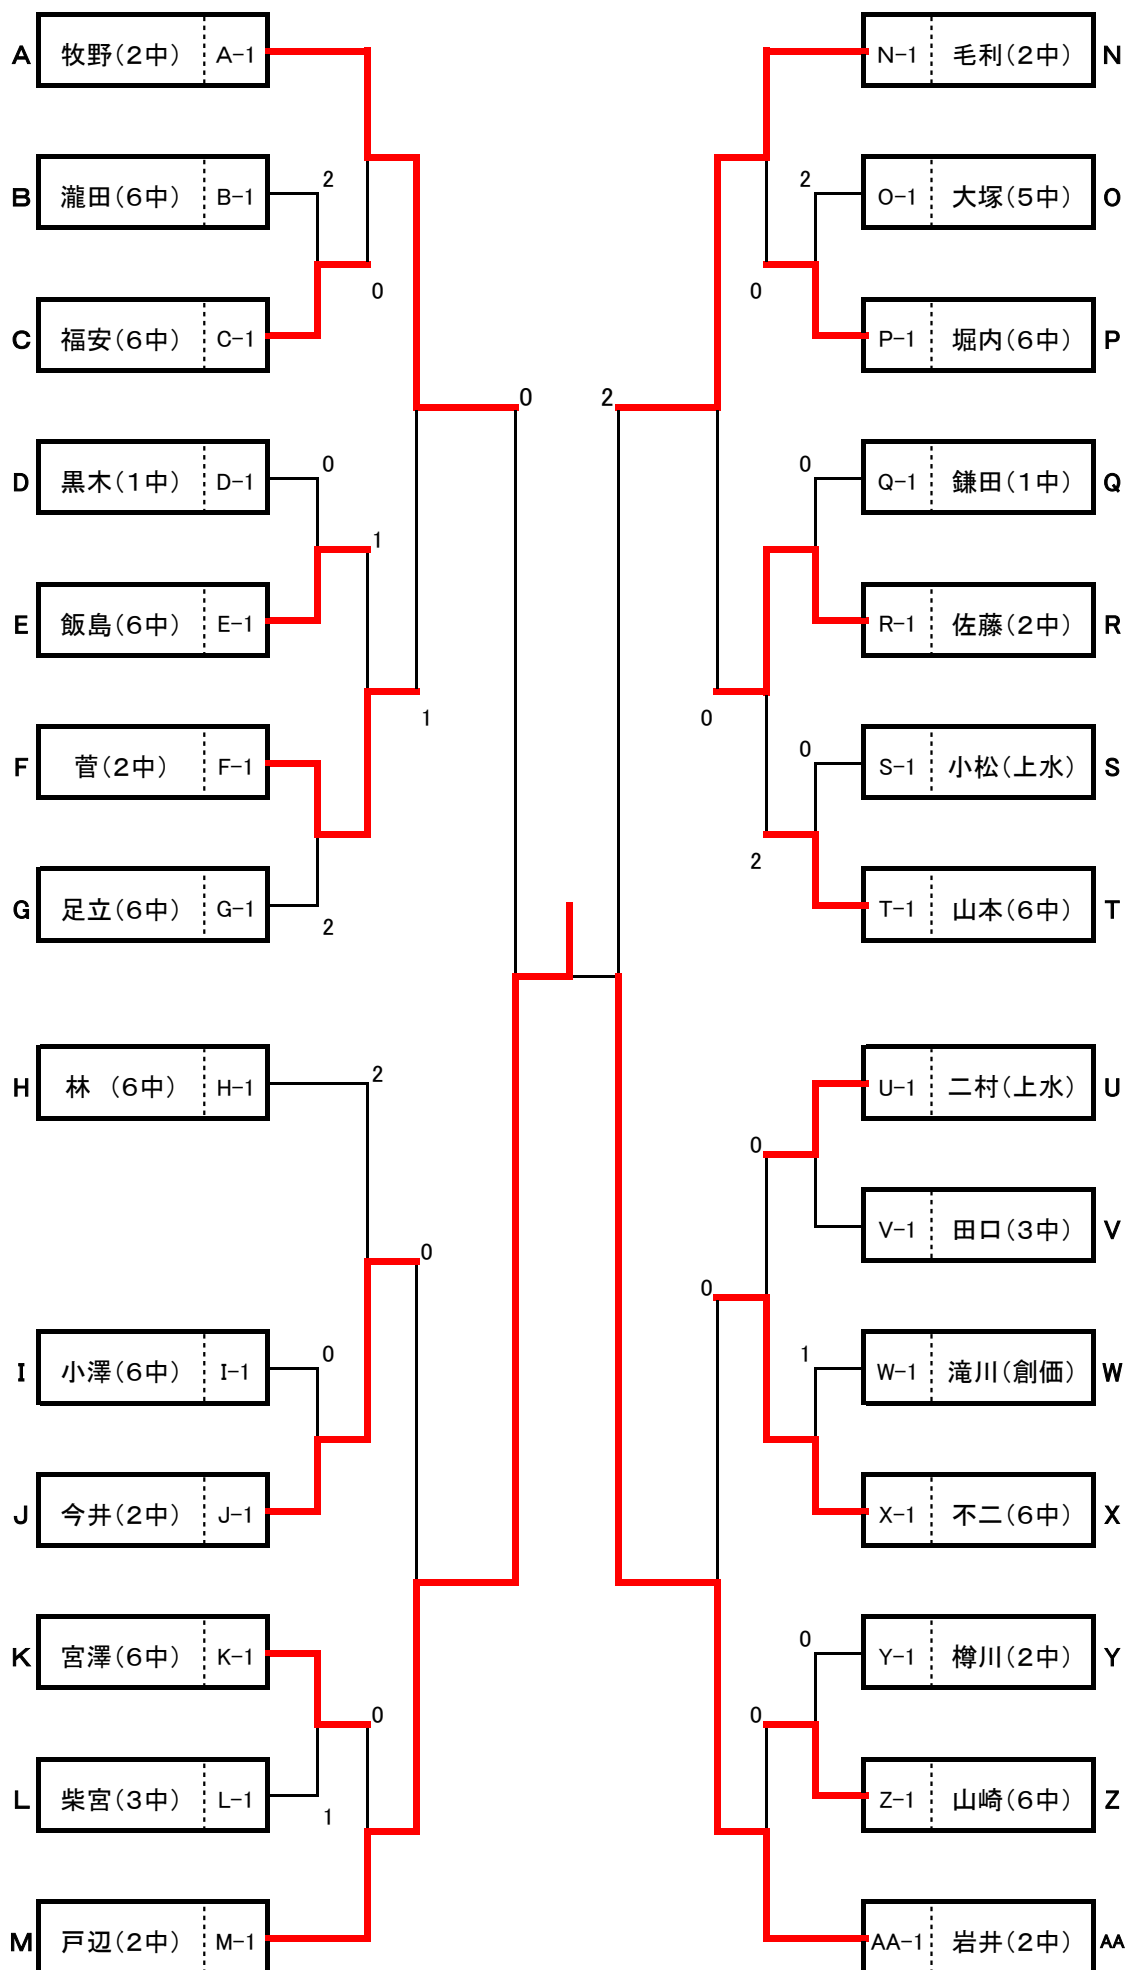 A 牧野(2中) A-1
N-1 毛利(2中) N
2
2
B 瀧田(6中) B-1
O-1 大塚(5中) O
0
0
C 福安(6中) C-1
P-1 堀内(6中) P
0
2
0
0
D 黒木(1中) D-1
Q-1 鎌田(1中) Q
1
E 飯島(6中) E-1
R-1 佐藤(2中) R
1
0
0
F 菅(2中) F-1
S-1 小松(上水) S
2
G 足立(6中) G-1
T-1 山本(6中) T
2
2
H 林 (6中) H-1
U-1 二村(上水) U
0
V-1 田口(3中) V
0
0
0
1
I 小澤(6中) I-1
W-1 滝川(創価) W
J 今井(2中) J-1
X-1 不二(6中) X
0
K 宮澤(6中) K-1
Y-1 樽川(2中) Y
0
0
L 柴宮(3中) L-1
Z-1 山崎(6中) Z
1
M 戸辺(2中) M-1
AA-1 岩井(2中) AA